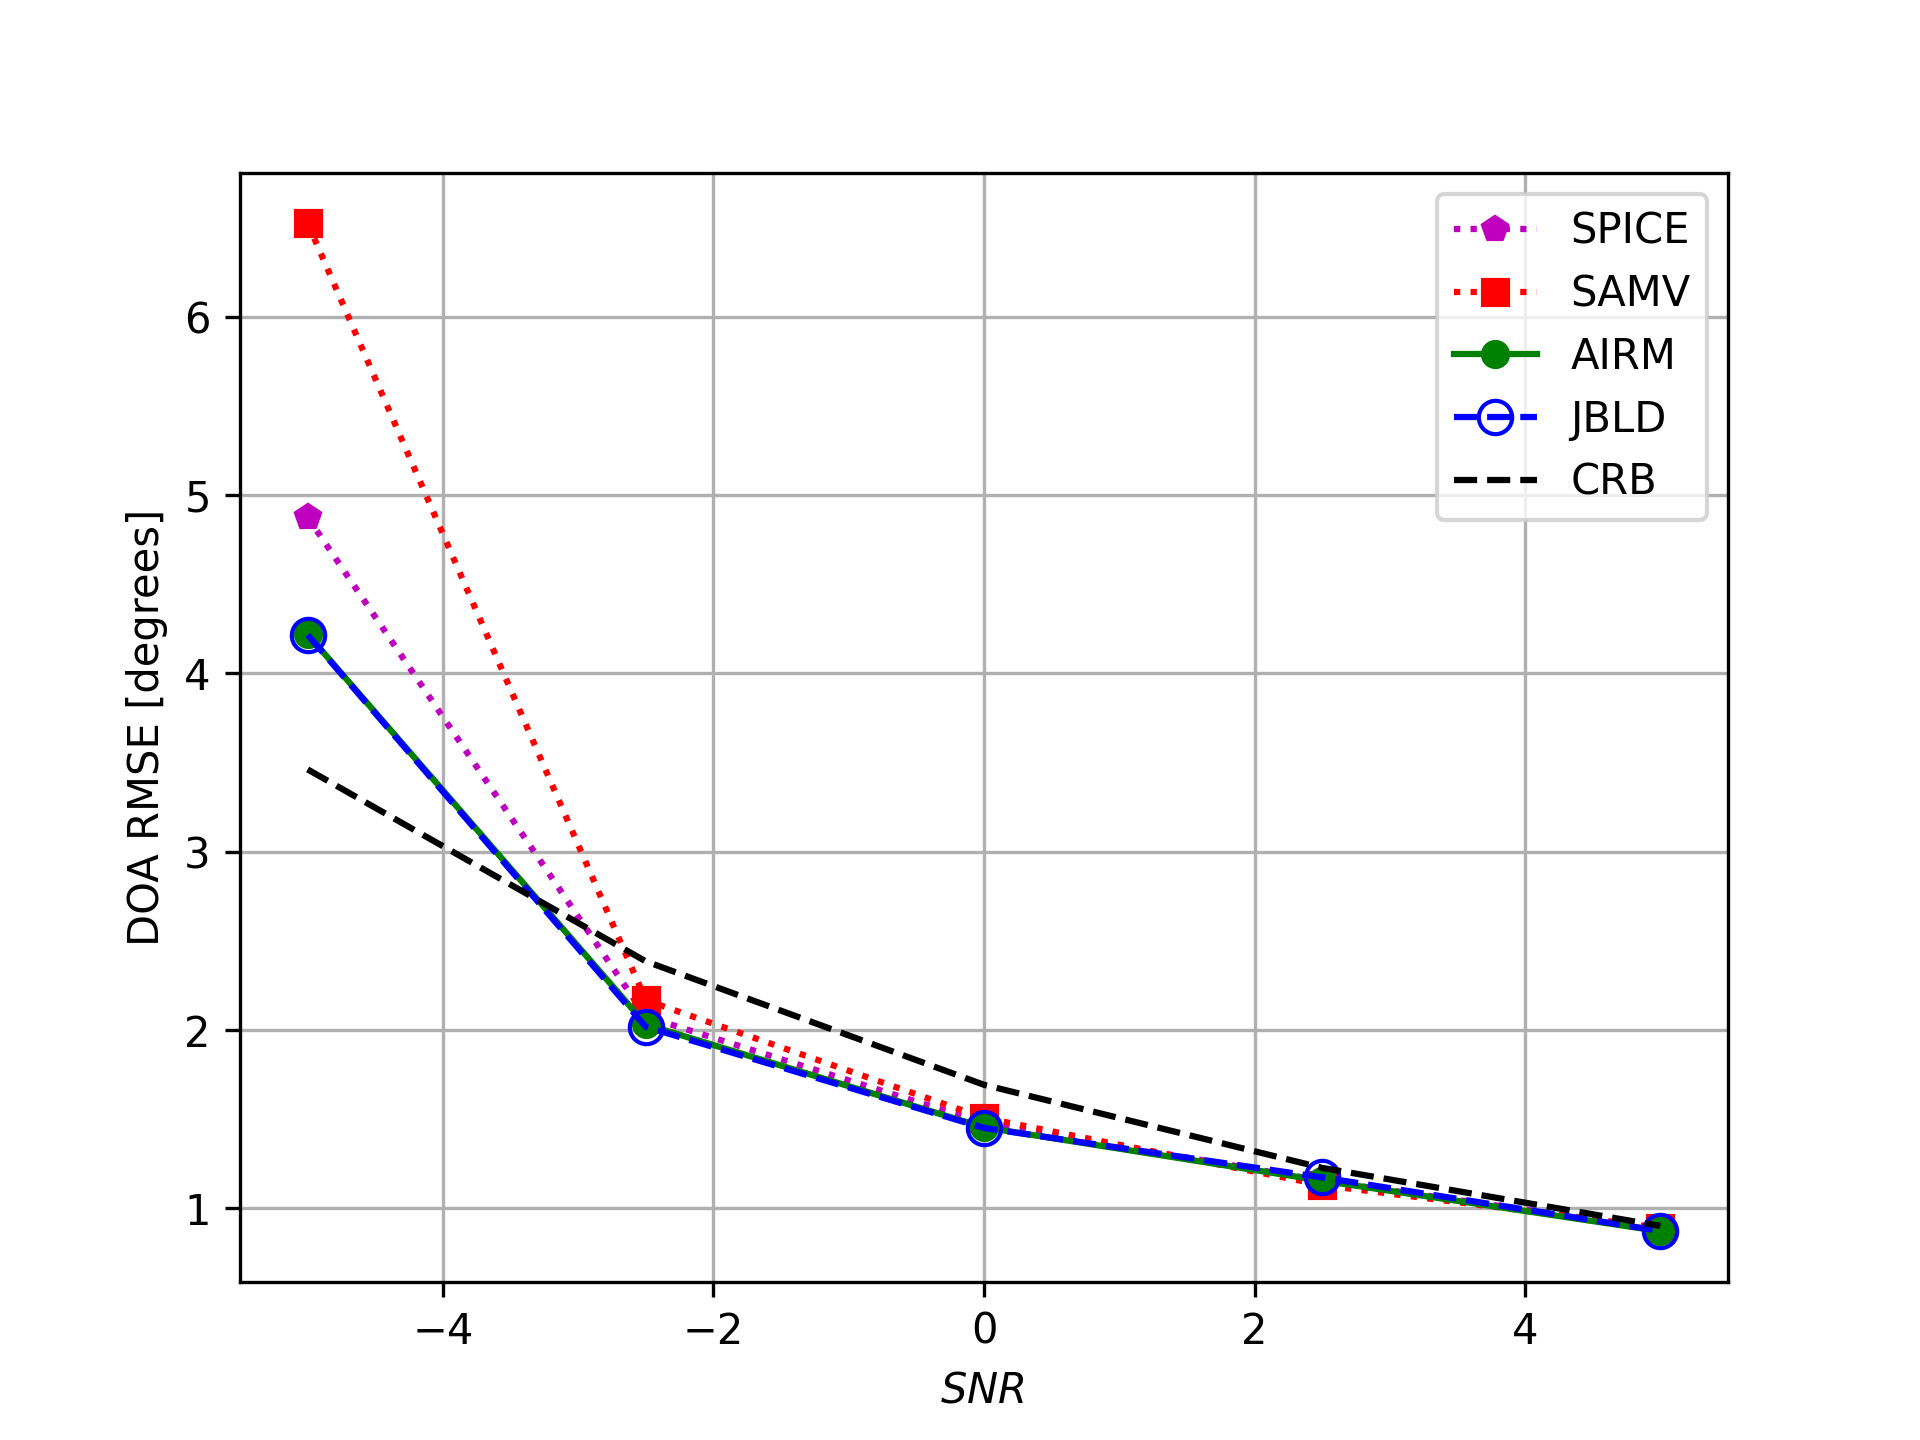 SPICE
SAMV
AIRM
JBLD
CRB
6
5
4
3
2
1
DOA RMSE [degrees]
−4 −2 0 2 4
SNR